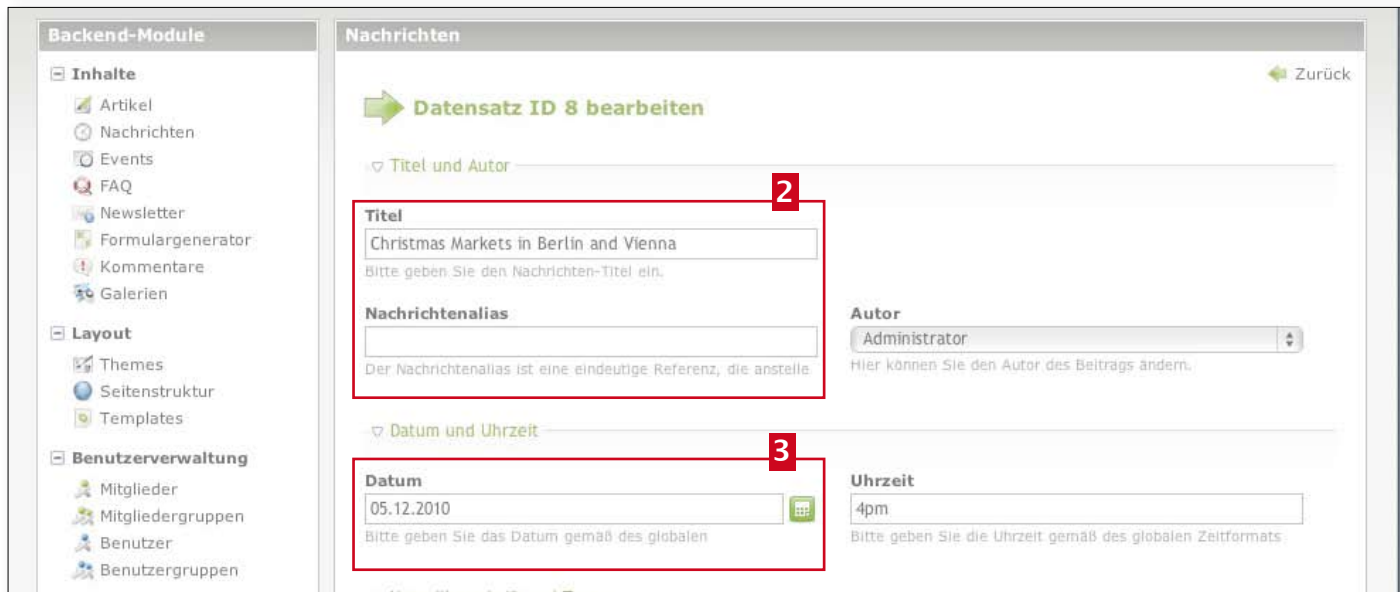 Backend-Module
Inhalte
Artikel
Nachrichten
Events
FAQ
Newsletter
Formulargenerator
Kommentare
Galerien
Layout
Themes
Seitenstruktur
Templates
Benutzerverwaltung
Mitglieder
Mitgliedergruppen
Benutzer
Benutzergruppen
Nachrichten
Zurück
Datensatz ID 8 bearbeiten
Titel und Autor
2
Titel
Christmas Markets in Berlin and Vienna
Bitte geben Sie den Nachrichten-Titel ein.
Nachrichtenalias
Der Nachrichtenalias ist eine eindeutige Referenz, die anstelle
Autor
Administrator
Hier können Sie den Autor des Beitrags ändern.
Datum und Uhrzeit
3
Datum
05.12.2010
Bitte geben Sie das Datum gemäß des globalen
Uhrzeit
4pm
Bitte geben Sie die Uhrzeit gemäß des globalen Zeitformats